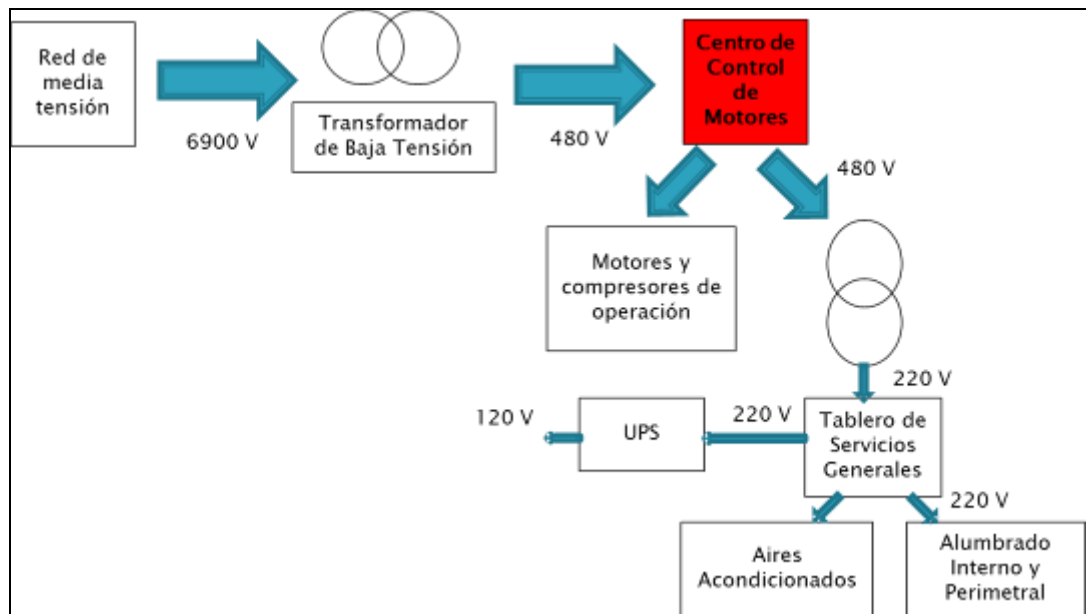 Red de
media
tensión
6900 V
Transformador
de Baja Tensión
480 V
Centro de
Control
de
Motores
480 V
Motores y
compresores de
operación
220 V
Tablero de
Servicios
Generales
220 V
UPS
120 V
220 V
Aires
Acondicionados
Alumbrado
Interno y
Perimetral